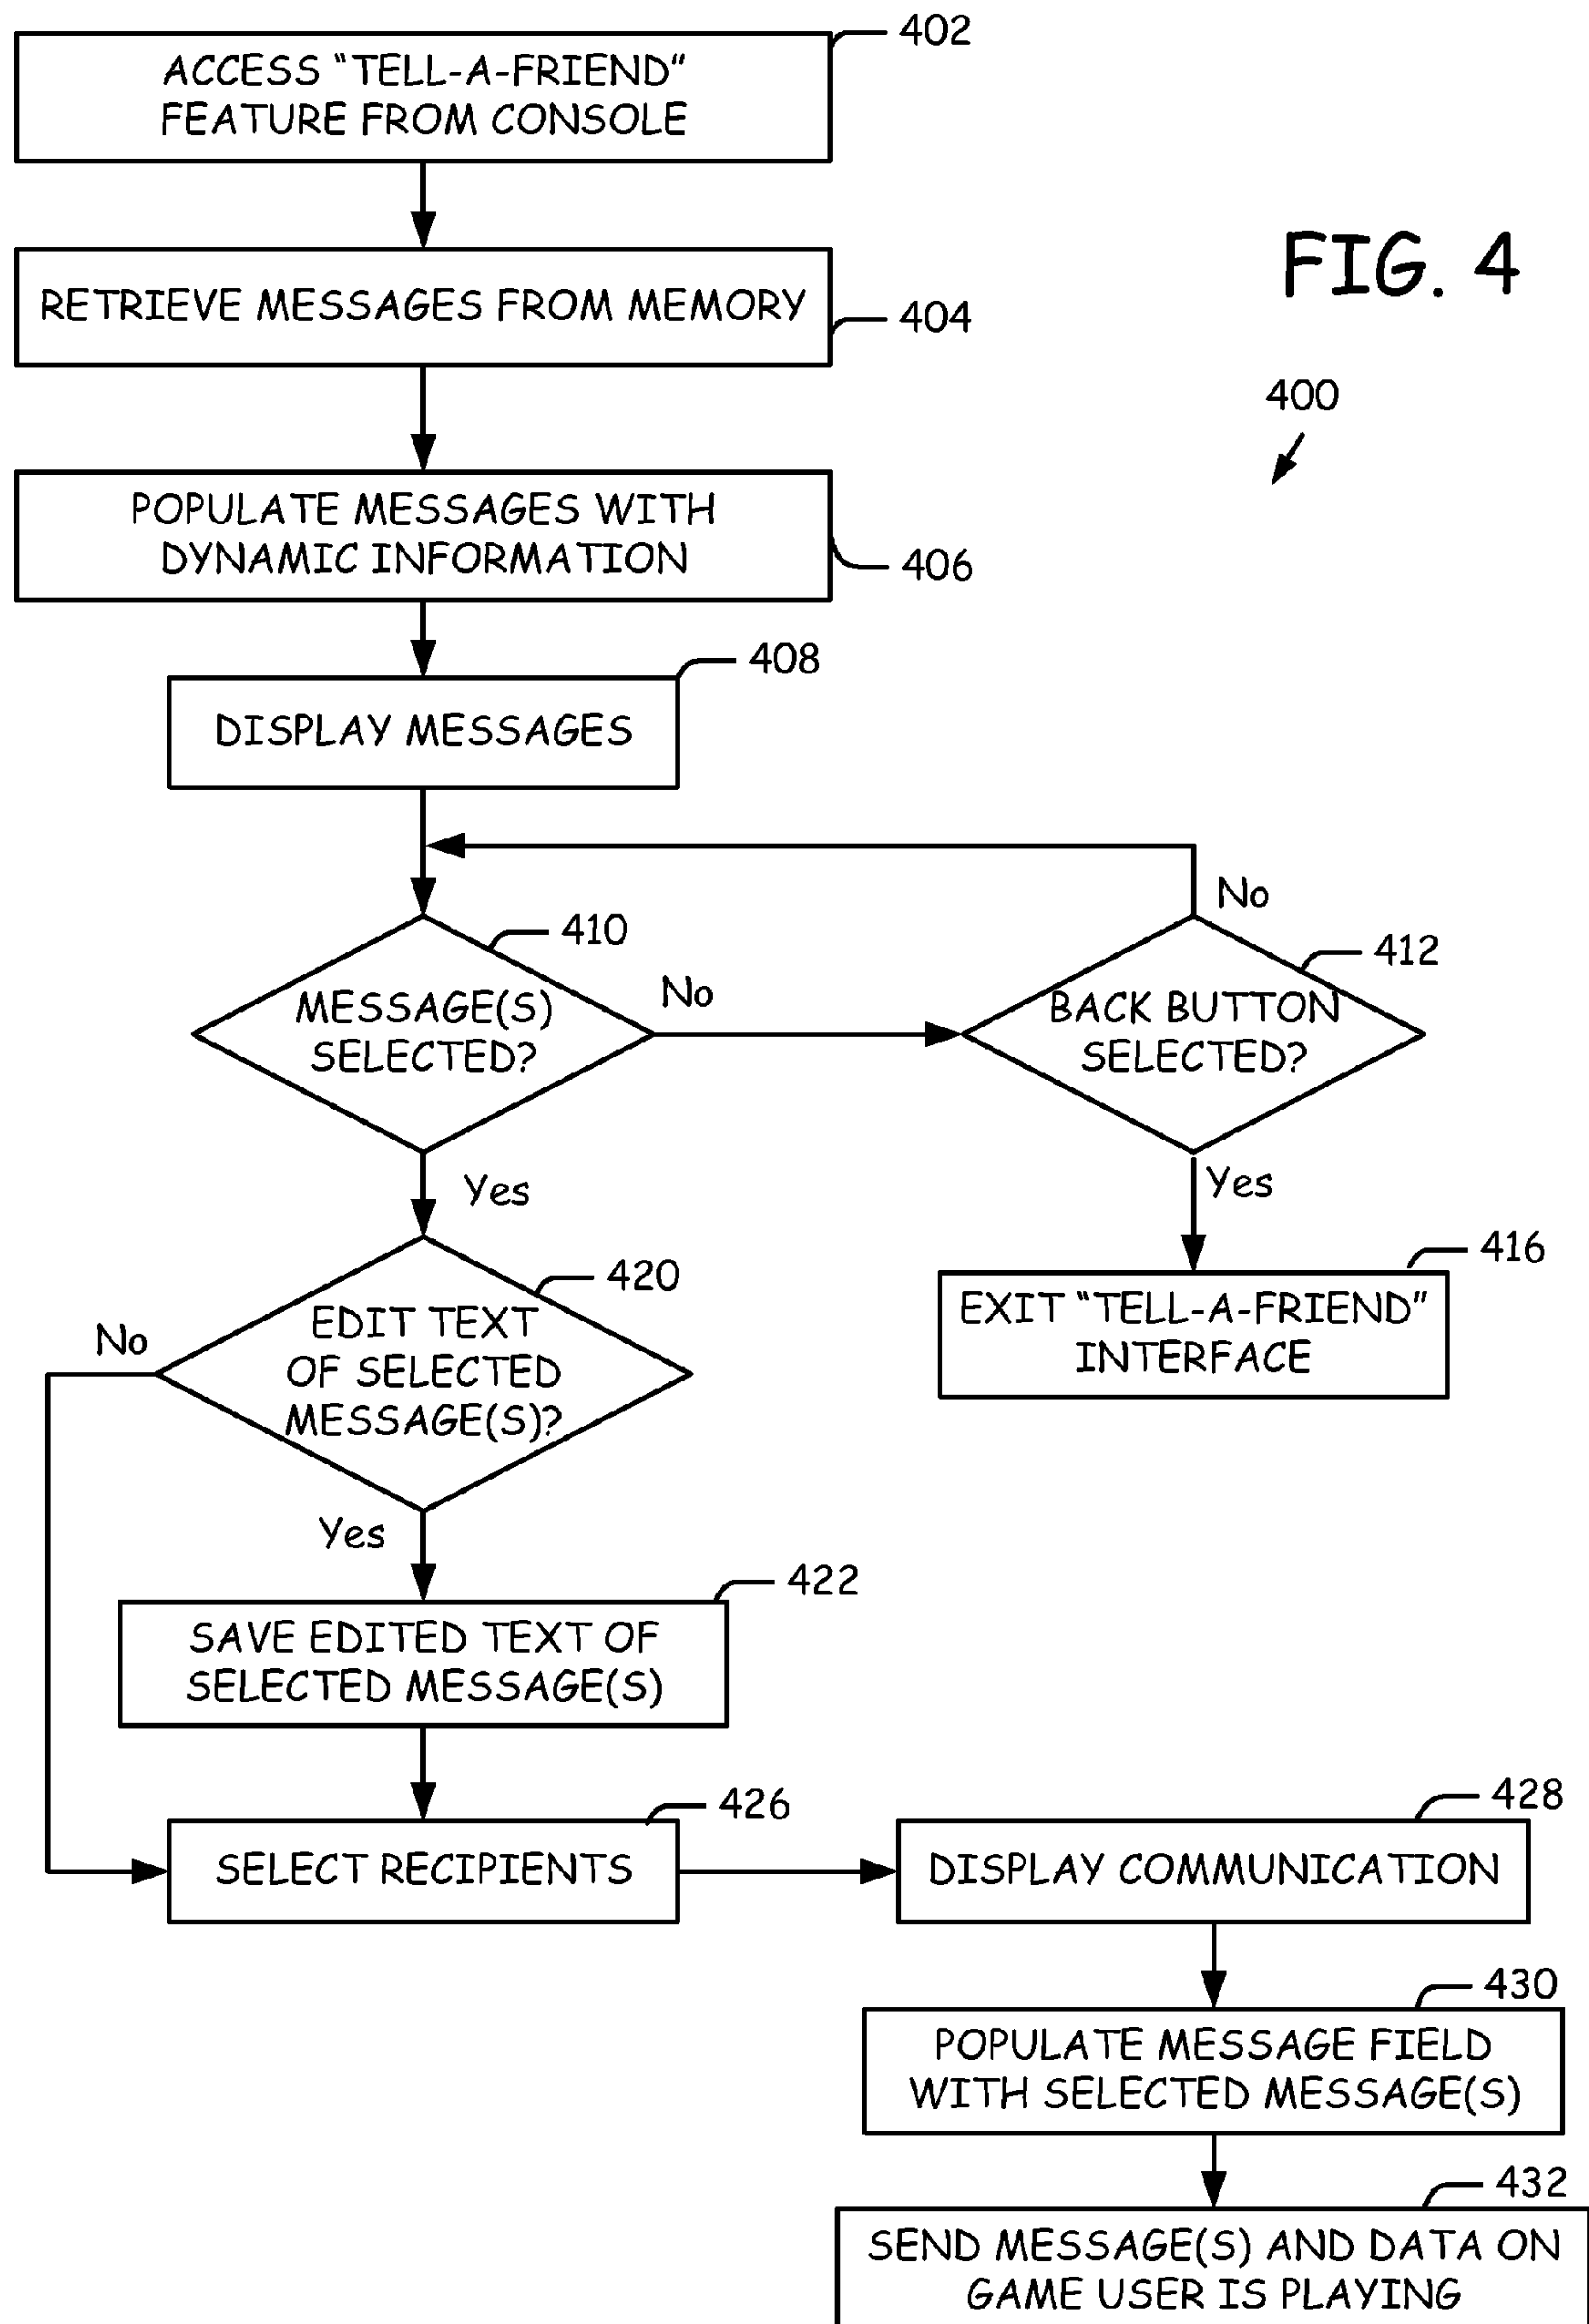 402
ACCESS "TELL-A-FRIEND"
FEATURE FROM CONSOLE
FIG. 4
RETRIEVE MESSAGES FROM MEMORY
404
400
POPULATE MESSAGES WITH
DYNAMIC INFORMATION
406
408
DISPLAY MESSAGES
No
410
412
MESSAGE(S)
SELECTED?
No
BACK BUTTON
SELECTED?
Yes
Yes
416
420
EXIT "TELL-A-FRIEND"
INTERFACE
No
EDIT TEXT
OF SELECTED
MESSAGE(S)?
Yes
422
SAVE EDITED TEXT OF
SELECTED MESSAGE(S)
426
428
SELECT RECIPIENTS
DISPLAY COMMUNICATION
430
POPULATE MESSAGE FIELD
WITH SELECTED MESSAGE(S)
432
SEND MESSAGE(S) AND DATA ON
GAME USER IS PLAYING